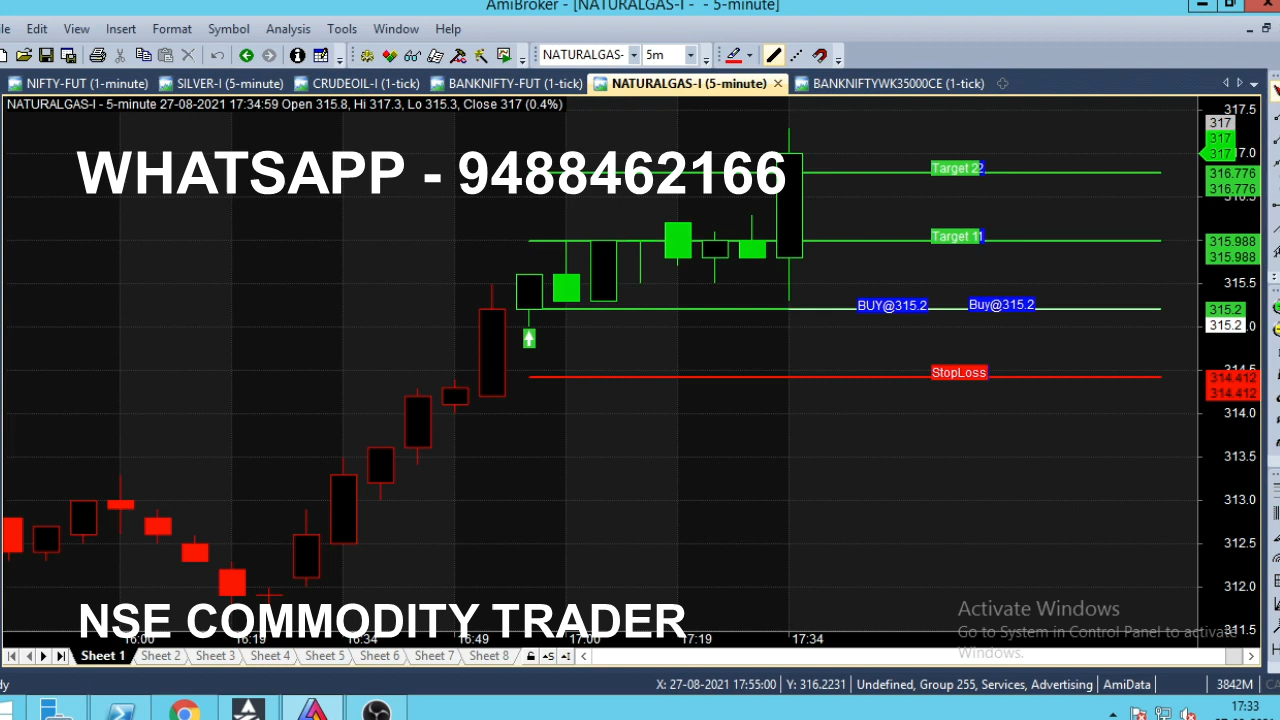 AmiBroker - [NATURALGAS-I - - 5-minute]
Edit View Insert Format Symbol Analysis Tools Window Help
NATURALGAS- 5m
NIFTY-FUT (1-minute) SILVER-I (5-minute) CRUDEOIL-I (1-tick) BANKNIFTY-FUT (1-tick) NATURALGAS-I (5-minute) BANKNIFTYWK35000CE (1-tick)
NATURALGAS-I - 5-minute 27-08-2021 17:34:59 Open 315.8, Hi 317.3, Lo 315.3, Close 317 (0.4%)
317.5
317
317
317
WHATSAPP - 9488462166
Target 22
316.776
316.776
Target 11
315.988
315.988
315.5
BUY@315.2 Buy@315.2
315.2
315.2
StopLoss
314.412
314.412
314.0
313.5
313.0
312.5
312.0
NSE COMMODITY TRADER
Activate Windows
Go to System in Control Panel to activate
Windows.
311.5
16:00 16:19 16:34 16:49 17:00 17:19 17:34
Sheet 1 Sheet 2 Sheet 3 Sheet 4 Sheet 5 Sheet 6 Sheet 7 Sheet 8
X: 27-08-2021 17:55:00 Y: 316.2231 Undefined, Group 255, Services, Advertising AmiData 3842M
17:33